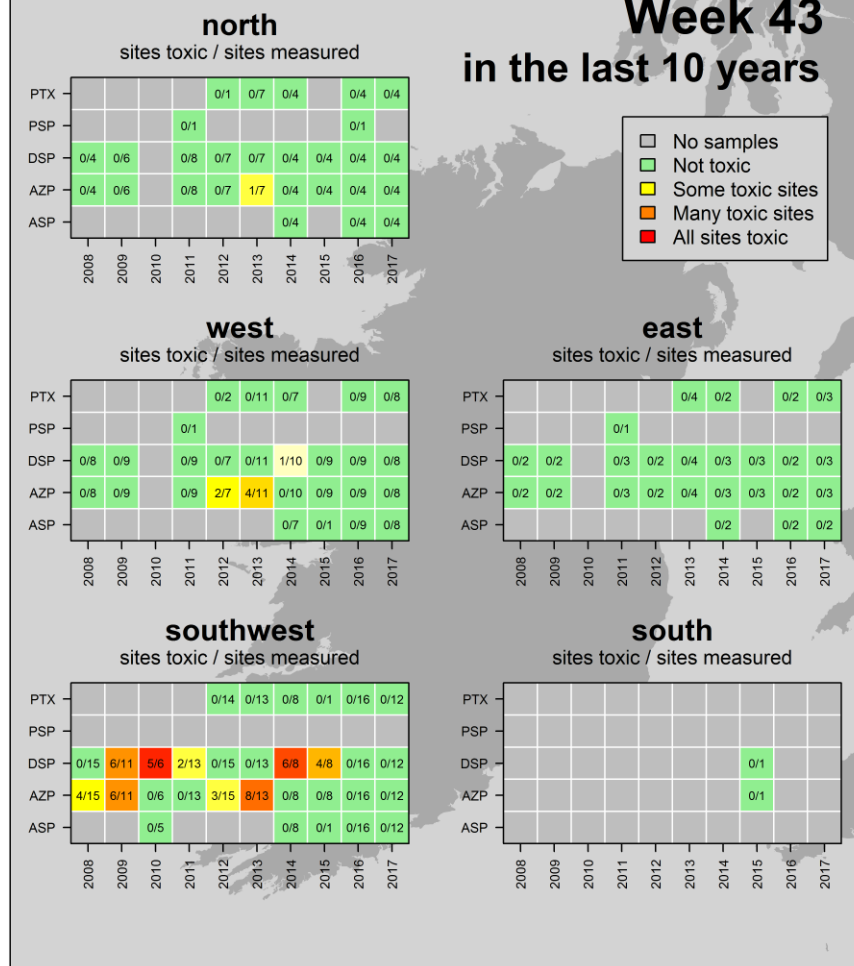 Week 43
in the last 10 years
No samples
Not toxic
Some toxic sites
Many toxic sites
All sites toxic
north
sites toxic / sites measured
PTX 0/1 0/7 0/4 0/4 0/4
PSP 0/1 0/1
DSP 0/4 0/6 0/8 0/7 0/7 0/4 0/4 0/4 0/4
AZP 0/4 0/6 0/8 0/7 1/7 0/4 0/4 0/4 0/4
ASP 0/4 0/4 0/4
2008 2009 2010 2011 2012 2013 2014 2015 2016 2017
west
sites toxic / sites measured
PTX 0/2 0/11 0/7 0/9 0/8
PSP 0/1
DSP 0/8 0/9 0/9 0/7 0/11 1/10 0/9 0/9 0/8
AZP 0/8 0/9 0/9 2/7 4/11 0/10 0/9 0/9 0/8
ASP 0/7 0/1 0/9 0/8
2008 2009 2010 2011 2012 2013 2014 2015 2016 2017
east
sites toxic / sites measured
PTX 0/4 0/2 0/2 0/3
PSP 0/1
DSP 0/2 0/2 0/3 0/2 0/4 0/3 0/3 0/2 0/3
AZP 0/2 0/2 0/3 0/2 0/4 0/3 0/3 0/2 0/3
ASP 0/2 0/2 0/2
2008 2009 2010 2011 2012 2013 2014 2015 2016 2017
southwest
sites toxic / sites measured
PTX 0/14 0/13 0/8 0/1 0/16 0/12
PSP
DSP 0/15 6/11 5/6 2/13 0/15 0/13 6/8 4/8 0/16 0/12
AZP 4/15 6/11 0/6 0/13 3/15 8/13 0/8 0/8 0/16 0/12
ASP 0/5 0/8 0/1 0/16 0/12
2008 2009 2010 2011 2012 2013 2014 2015 2016 2017
south
sites toxic / sites measured
PTX
PSP
DSP 0/1
AZP 0/1
ASP
2008 2009 2010 2011 2012 2013 2014 2015 2016 2017